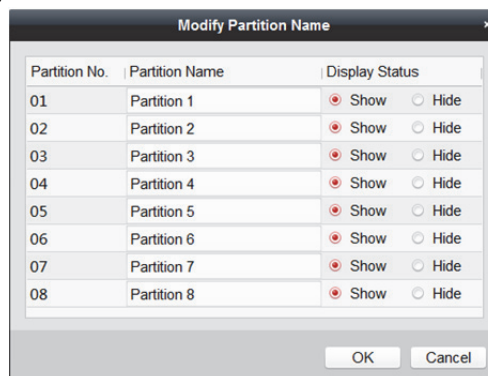 Modify Partition Name
Partition No. Partition Name Display Status
01 Partition 1 Show Hide
02 Partition 2 Show Hide
03 Partition 3 Show Hide
04 Partition 4 Show Hide
05 Partition 5 Show Hide
06 Partition 6 Show Hide
07 Partition 7 Show Hide
08 Partition 8 Show Hide
OK Cancel